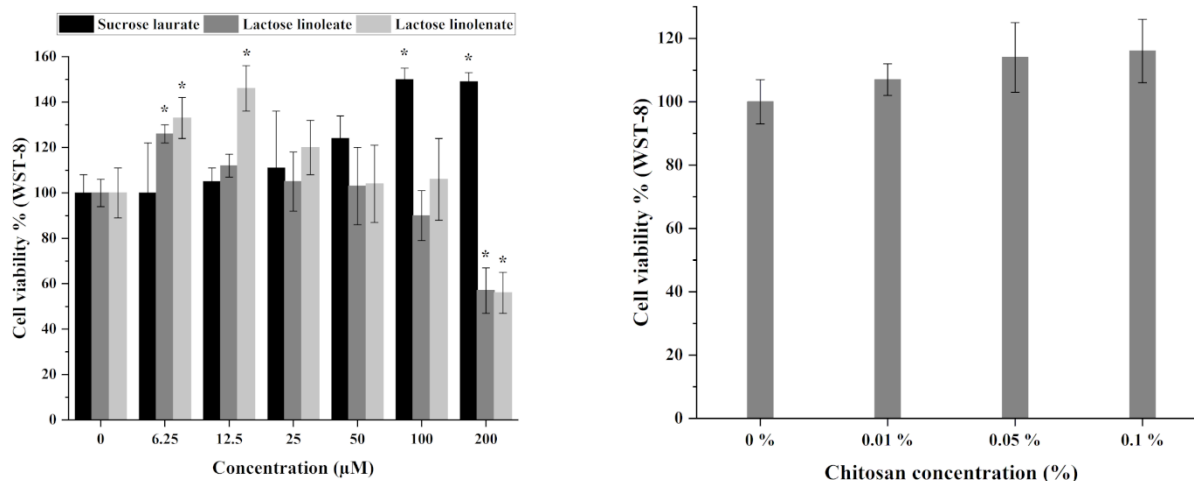 Sucrose laurate Lactose linoleate Lactose linolenate
160
140
120
100
80
60
40
20
0
Cell viability % (WST-8)
* * * * * * *
0 6.25 12.5 25 50 100 200
Concentration (µM)
120
100
80
60
40
20
0
Cell viability % (WST-8)
0 % 0.01 % 0.05 % 0.1 %
Chitosan concentration (%)